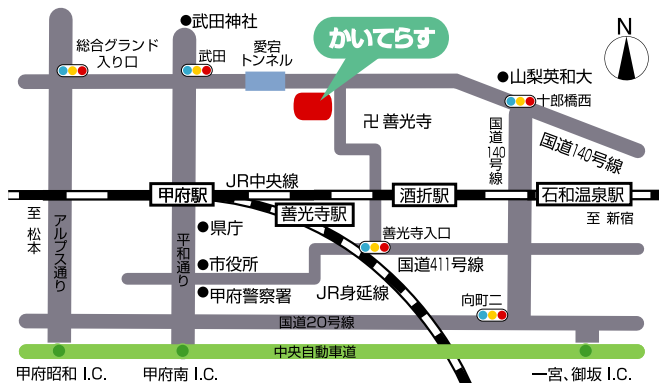 武田神社
N
総合グランド
入り口
武田
愛宕
トンネル
かいてらす
山梨英和大
十郎橋西
卍 善光寺
国道140号線
国道140号線
JR中央線
甲府駅
善光寺駅
酒折駅
石和温泉駅
至 松本
至 新宿
アルプス通り
平和通り
県庁
市役所
甲府警察署
善光寺入口
国道411号線
JR身延線
向町二
国道20号線
中央自動車道
甲府昭和 I.C.
甲府南 I.C.
一宮、御坂 I.C.